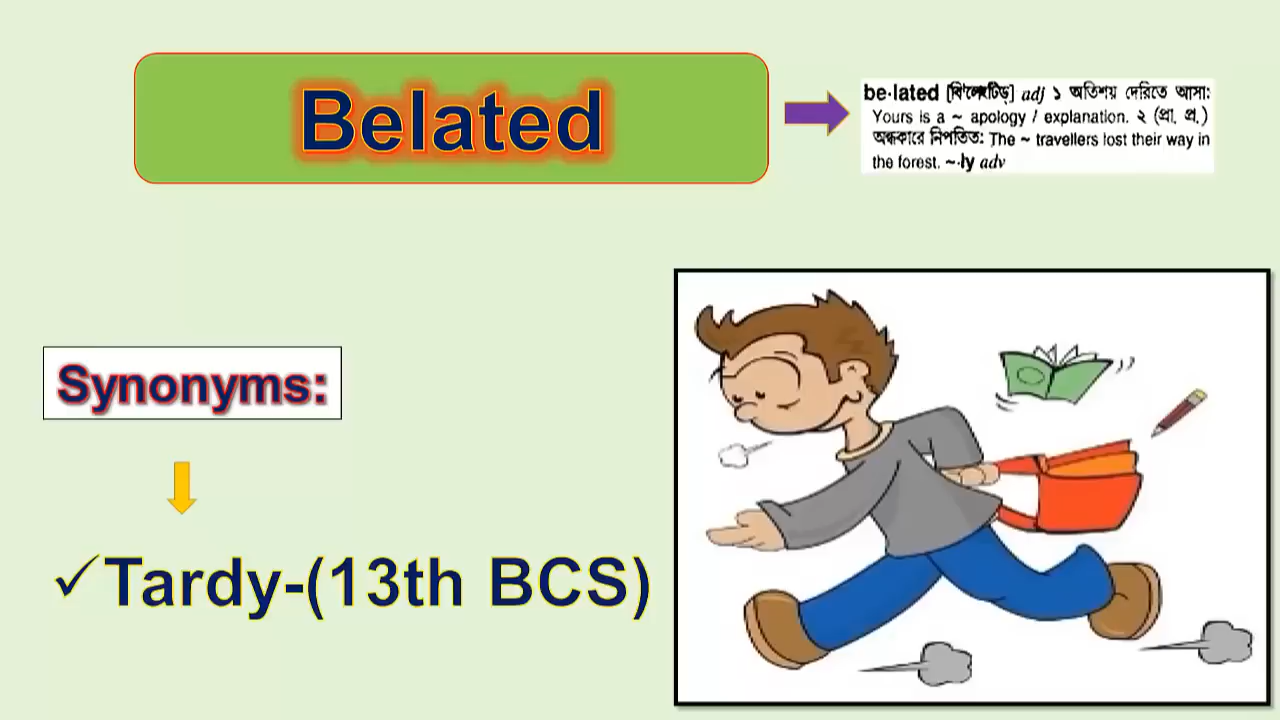 Belated
be·lated [বি'লেইটিড্] adj ১ অতিশয় দেরিতে আসা:
Yours is a ~ apology / explanation. ২ (প্রা. প্র.)
অন্ধকারে নিপতিত: The ~ travellers lost their way in
the forest. ~·ly adv
Synonyms:
✓Tardy-(13th BCS)